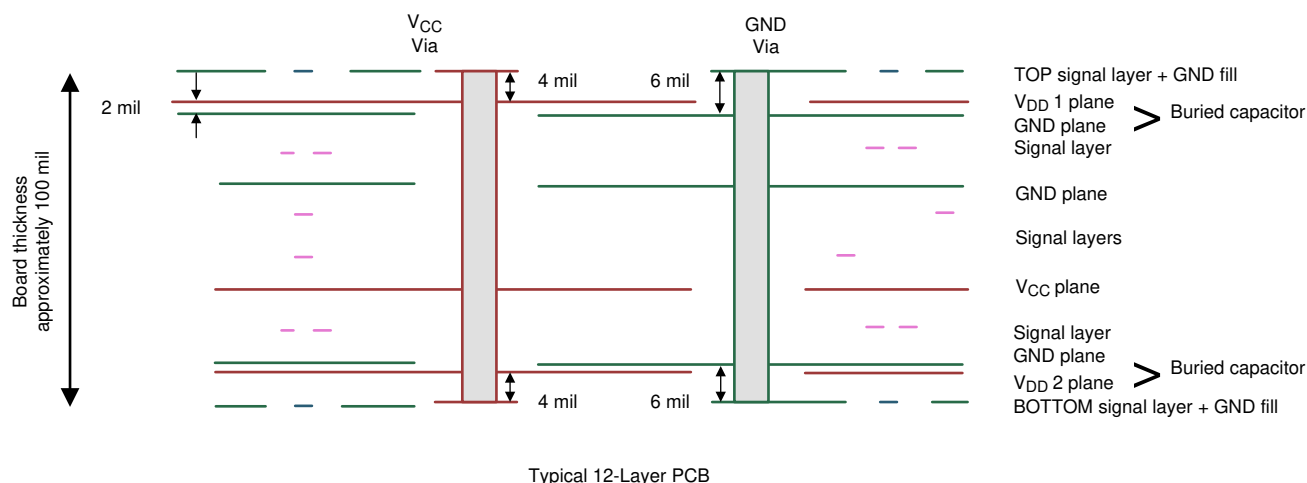 V_CC
Via
GND
Via
4 mil
6 mil
2 mil
TOP signal layer + GND fill
V_DD 1 plane
GND plane
> Buried capacitor
Signal layer
GND plane
Signal layers
V_CC plane
Signal layer
GND plane
V_DD 2 plane
> Buried capacitor
BOTTOM signal layer + GND fill
Board thickness
approximately 100 mil
4 mil
6 mil
Typical 12-Layer PCB